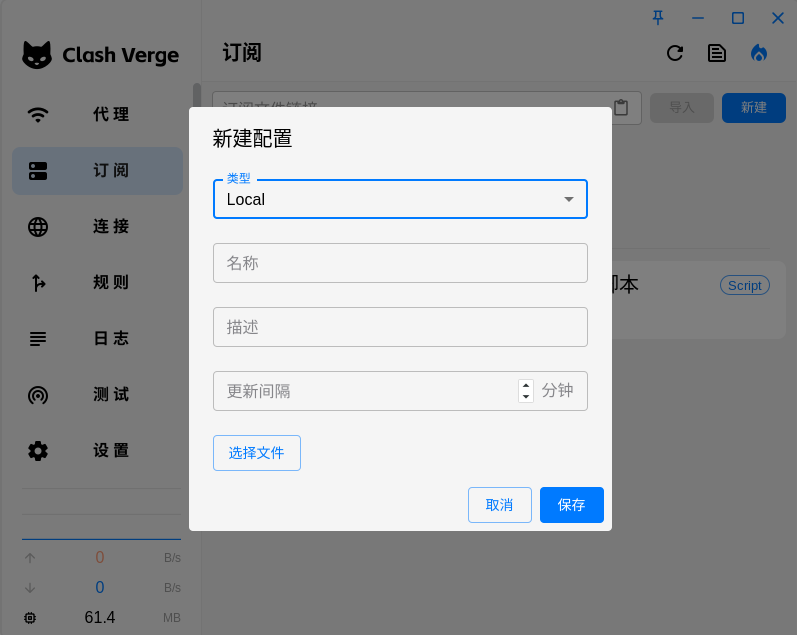 Clash Verge
代理
订阅
连接
规则
日志
测试
设置
0 B/s
0 B/s
61.4 MB
订阅
订阅文件链接
导入
新建
脚本
Script
新建配置
类型
Local
名称
描述
更新间隔
分钟
选择文件
取消
保存